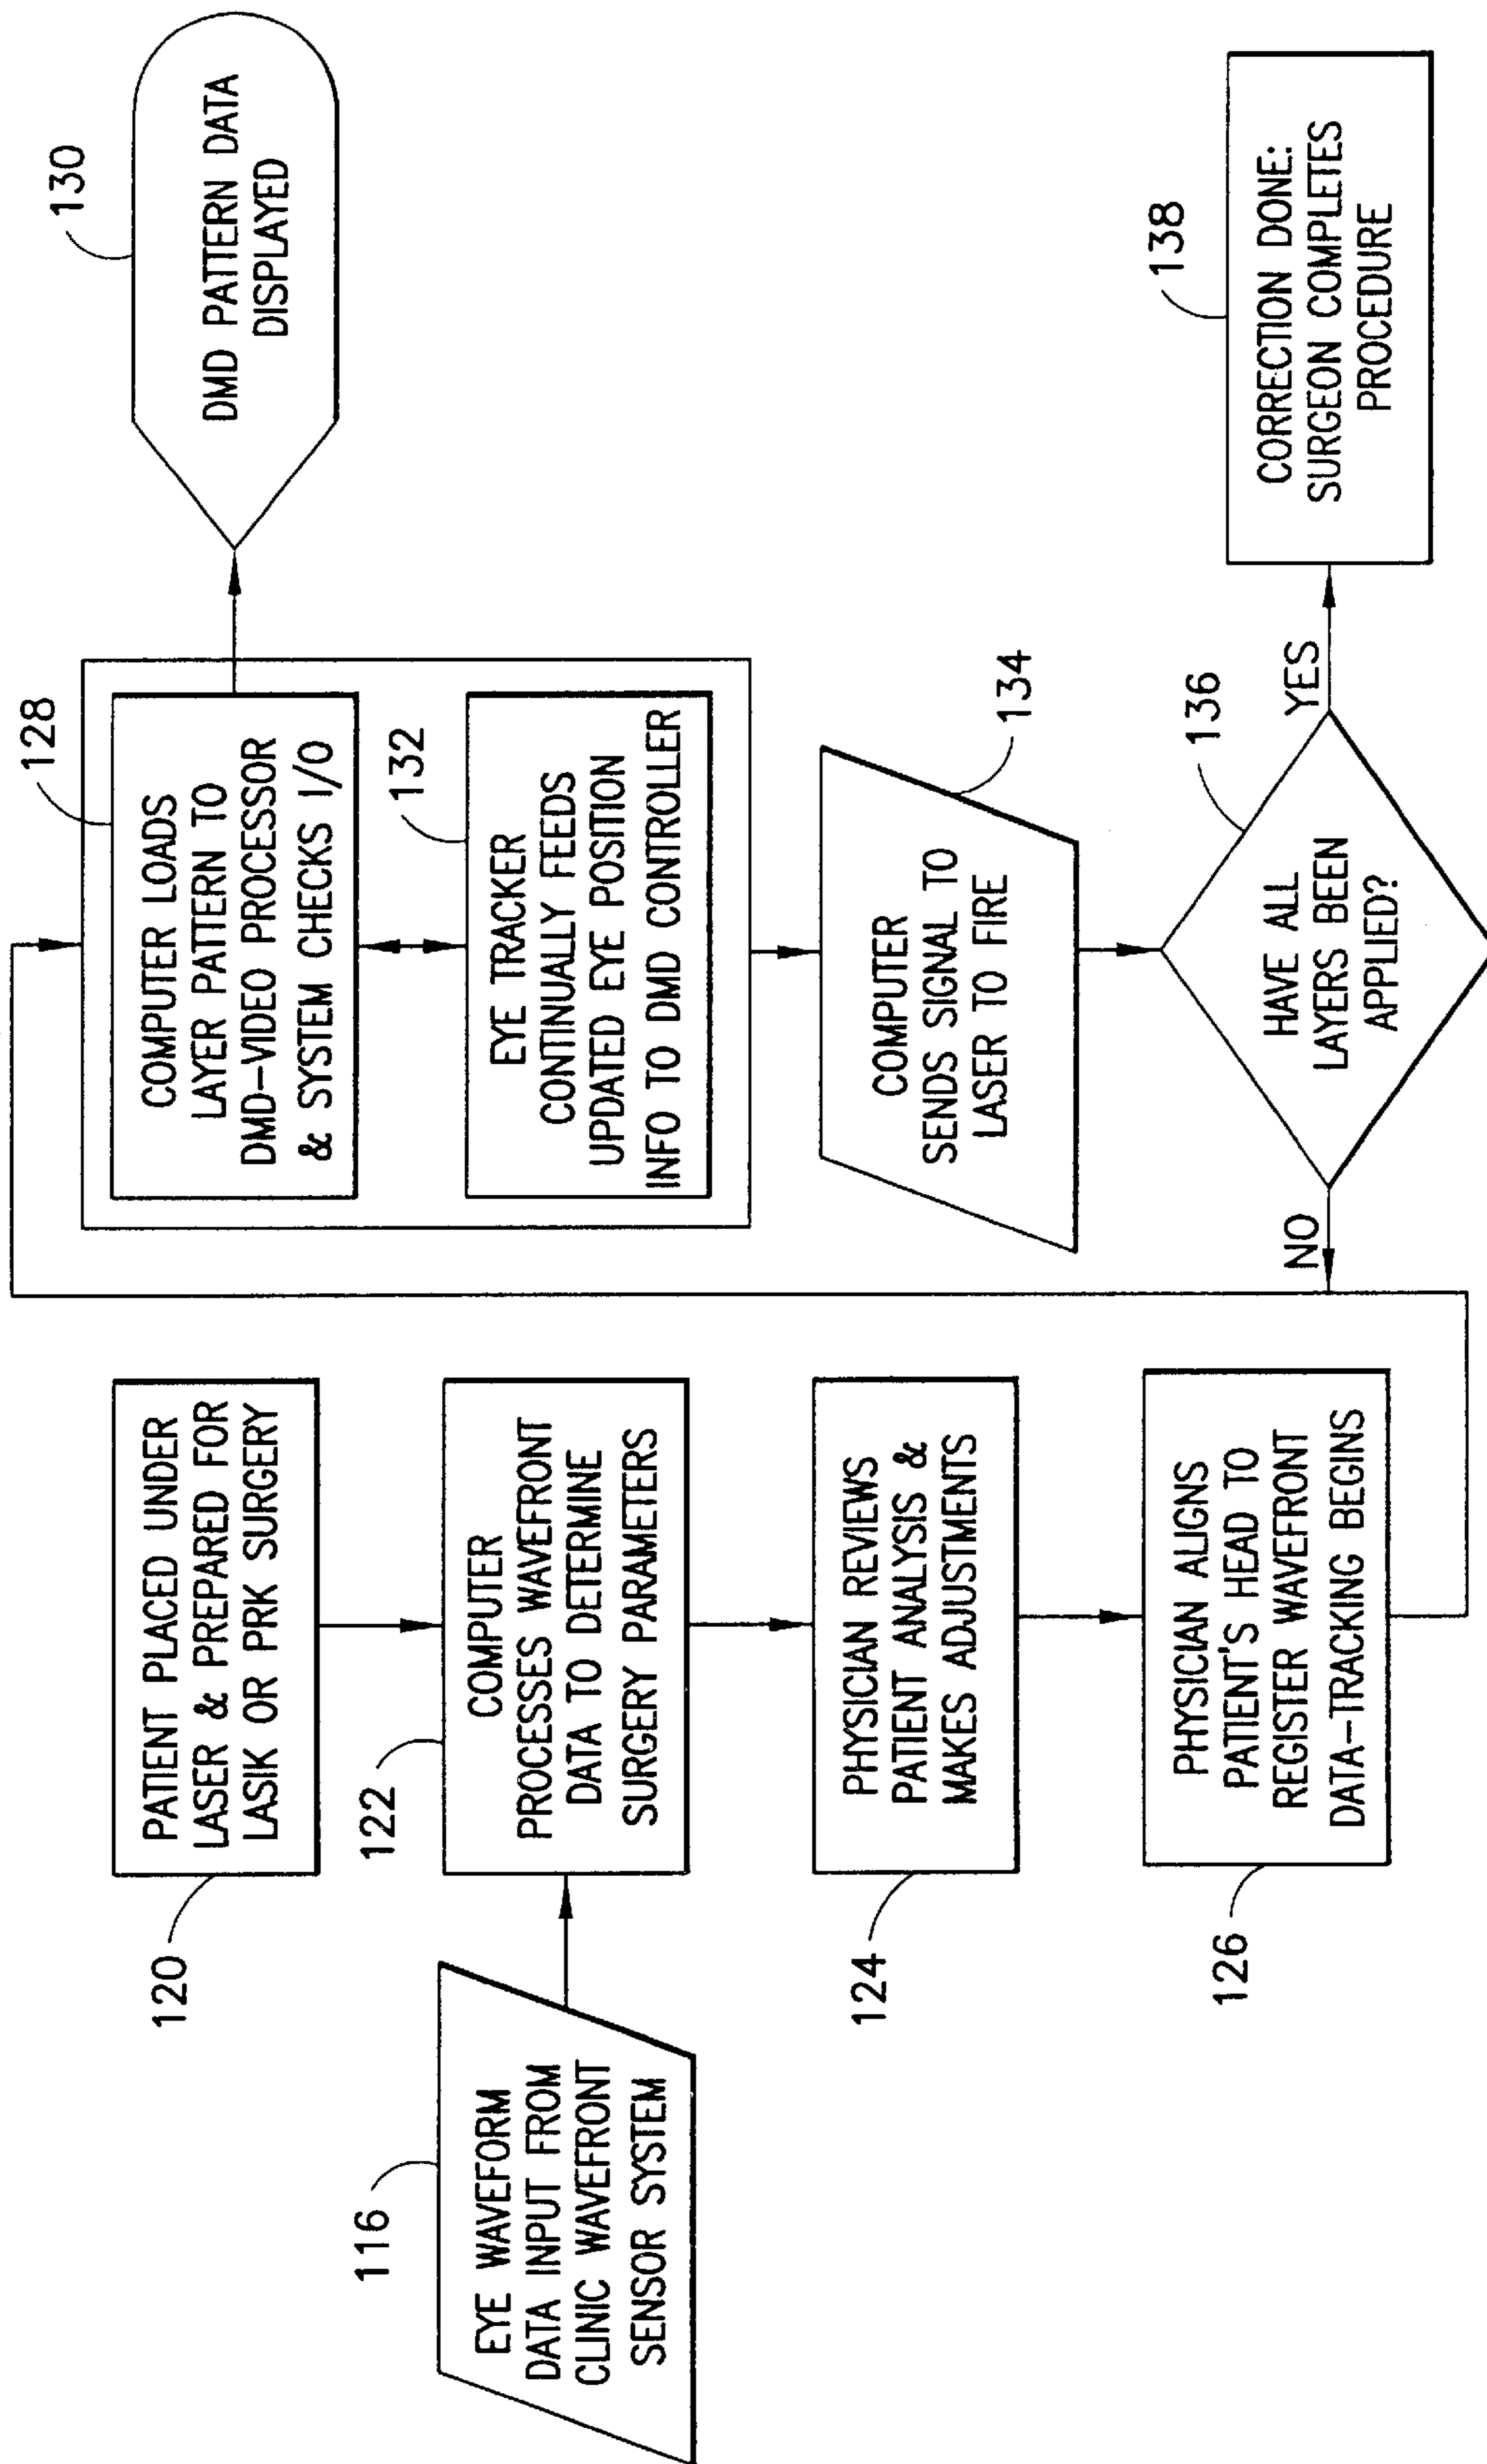 116
EYE WAVEFORM
DATA INPUT FROM
CLINIC WAVEFRONT
SENSOR SYSTEM
120
PATIENT PLACED UNDER
LASER & PREPARED FOR
LASIK OR PRK SURGERY
122
COMPUTER
PROCESSES WAVEFRONT
DATA TO DETERMINE
SURGERY PARAMETERS
124
PHYSICIAN REVIEWS
PATIENT ANALYSIS &
MAKES ADJUSTMENTS
126
PHYSICIAN ALIGNS
PATIENT'S HEAD TO
REGISTER WAVEFRONT
DATA-TRACKING BEGINS
128
COMPUTER LOADS
LAYER PATTERN TO
DMD-VIDEO PROCESSOR
& SYSTEM CHECKS I/O
130
DMD PATTERN DATA
DISPLAYED
132
EYE TRACKER
CONTINUALLY FEEDS
UPDATED EYE POSITION
INFO TO DMD CONTROLLER
134
COMPUTER
SENDS SIGNAL TO
LASER TO FIRE
136
HAVE ALL
LAYERS BEEN
APPLIED?
NO
YES
138
CORRECTION DONE:
SURGEON COMPLETES
PROCEDURE